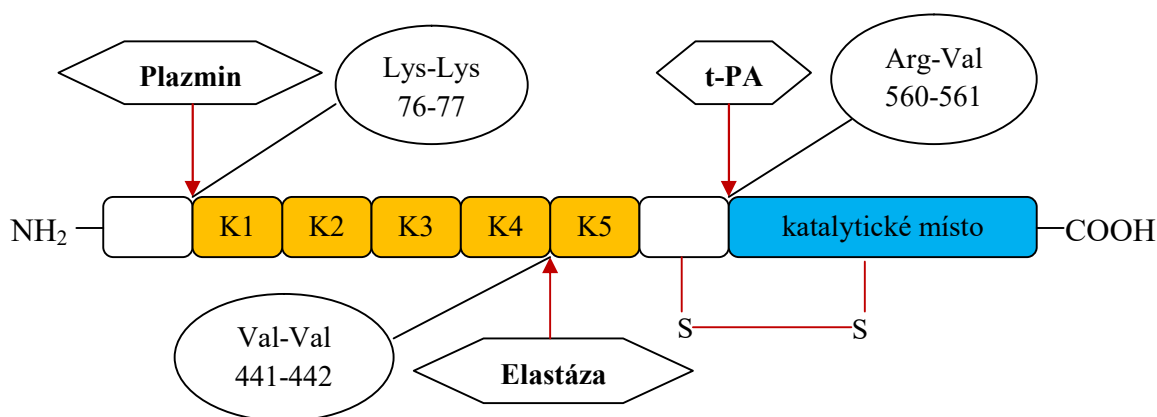 Plazmin
Lys-Lys
76-77
t-PA
Arg-Val
560-561
NH₂
K1
K2
K3
K4
K5
katalytické místo
COOH
Val-Val
441-442
Elastáza
S
S